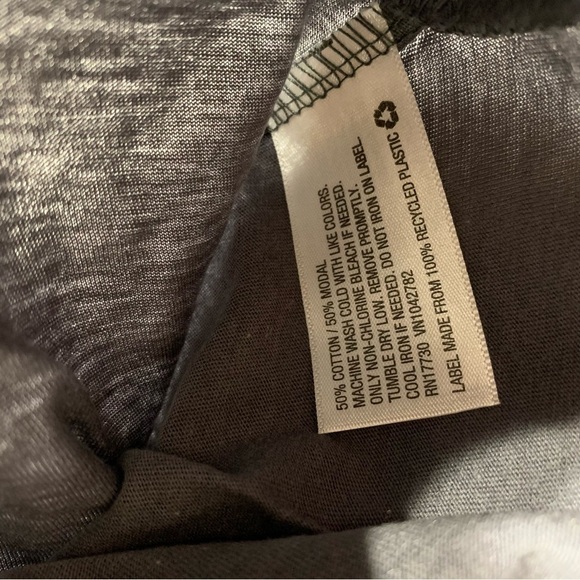 50% COTTON / 50% MODAL
MACHINE WASH COLD WITH LIKE COLORS.
ONLY NON-CHLORINE BLEACH IF NEEDED.
TUMBLE DRY LOW. REMOVE PROMPTLY.
COOL IRON IF NEEDED. DO NOT IRON ON LABEL.
RN17730 VN1042782
LABEL MADE FROM 100% RECYCLED PLASTIC